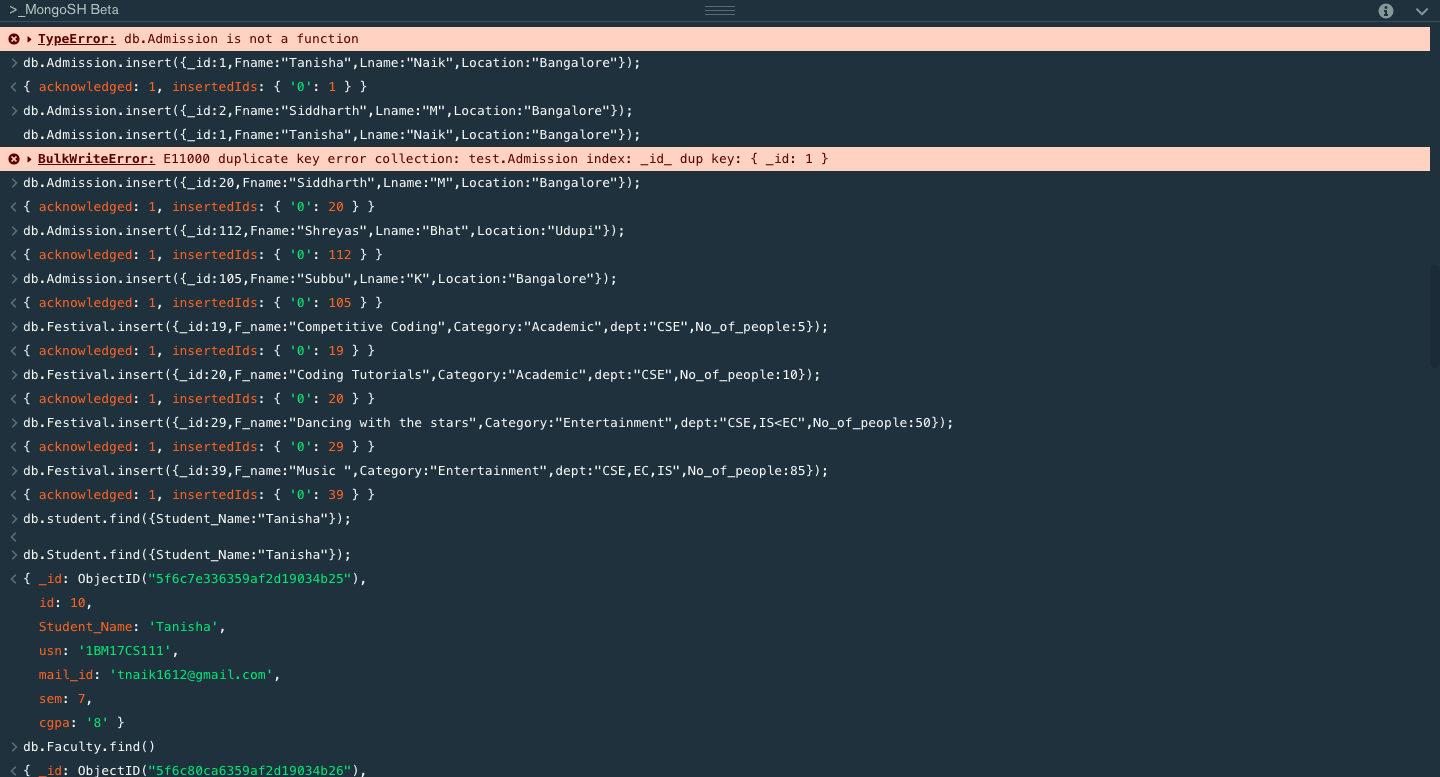 >_MongoSH Beta
TypeError: db.Admission is not a function
> db.Admission.insert({_id:1,Fname:"Tanisha",Lname:"Naik",Location:"Bangalore"});
< { acknowledged: 1, insertedIds: { '0': 1 } }
> db.Admission.insert({_id:2,Fname:"Siddharth",Lname:"M",Location:"Bangalore"});
db.Admission.insert({_id:1,Fname:"Tanisha",Lname:"Naik",Location:"Bangalore"});
BulkWriteError: E11000 duplicate key error collection: test.Admission index: _id_ dup key: { _id: 1 }
> db.Admission.insert({_id:20,Fname:"Siddharth",Lname:"M",Location:"Bangalore"});
< { acknowledged: 1, insertedIds: { '0': 20 } }
> db.Admission.insert({_id:112,Fname:"Shreyas",Lname:"Bhat",Location:"Udupi"});
< { acknowledged: 1, insertedIds: { '0': 112 } }
> db.Admission.insert({_id:105,Fname:"Subbu",Lname:"K",Location:"Bangalore"});
< { acknowledged: 1, insertedIds: { '0': 105 } }
> db.Festival.insert({_id:19,F_name:"Competitive Coding",Category:"Academic",dept:"CSE",No_of_people:5});
< { acknowledged: 1, insertedIds: { '0': 19 } }
> db.Festival.insert({_id:20,F_name:"Coding Tutorials",Category:"Academic",dept:"CSE",No_of_people:10});
< { acknowledged: 1, insertedIds: { '0': 20 } }
> db.Festival.insert({_id:29,F_name:"Dancing with the stars",Category:"Entertainment",dept:"CSE,IS<EC",No_of_people:50});
< { acknowledged: 1, insertedIds: { '0': 29 } }
> db.Festival.insert({_id:39,F_name:"Music ",Category:"Entertainment",dept:"CSE,EC,IS",No_of_people:85});
< { acknowledged: 1, insertedIds: { '0': 39 } }
> db.student.find({Student_Name:"Tanisha"});
<
> db.Student.find({Student_Name:"Tanisha"});
< { _id: ObjectID("5f6c7e336359af2d19034b25"),
id: 10,
Student_Name: 'Tanisha',
usn: '1BM17CS111',
mail_id: 'tnaik1612@gmail.com',
sem: 7,
cgpa: '8' }
> db.Faculty.find()
< { _id: ObjectID("5f6c80ca6359af2d19034b26"),